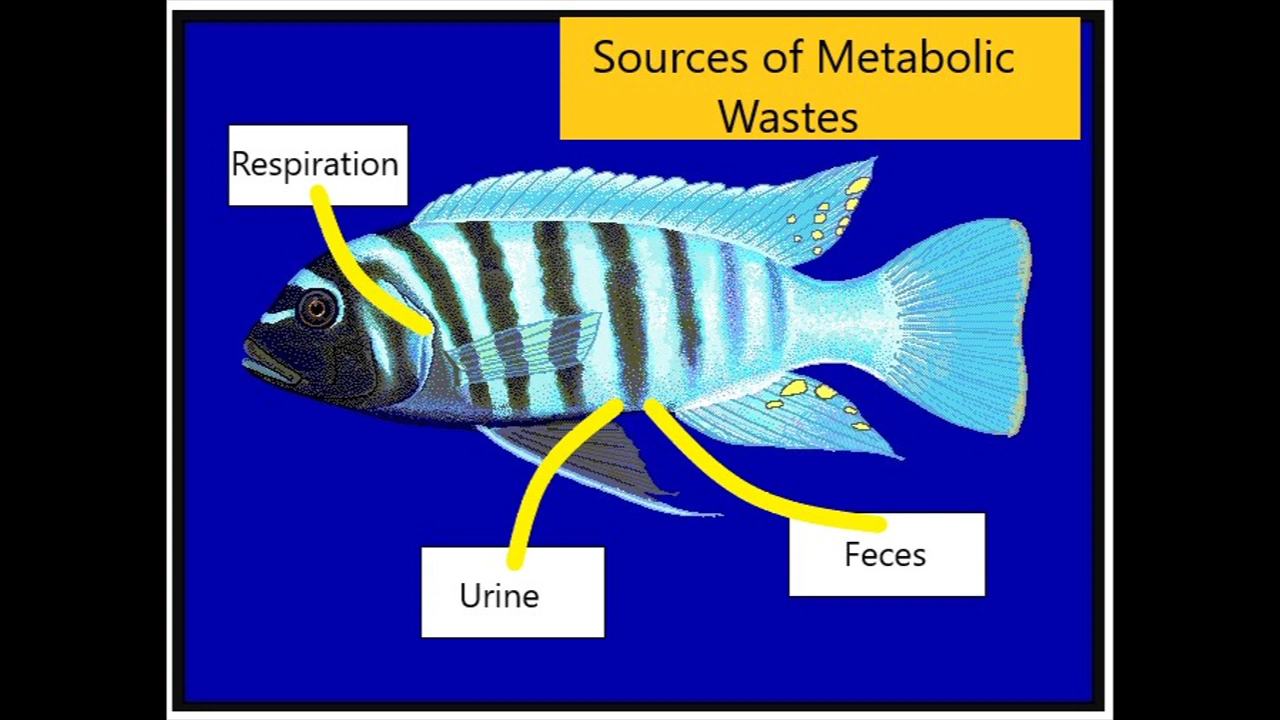 Sources of Metabolic
Wastes
Respiration
Urine
Feces